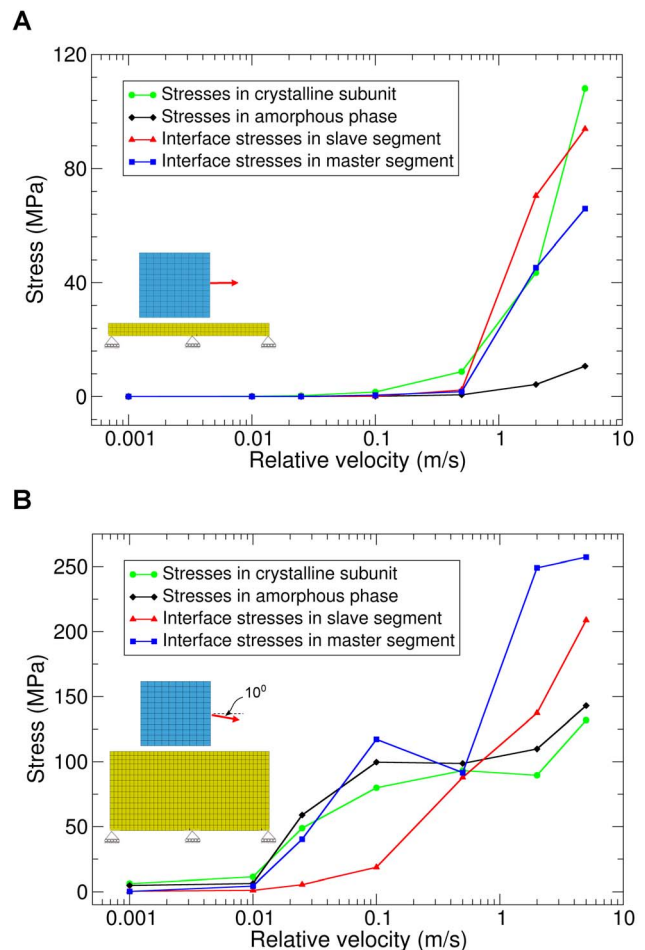 A
120
80
40
0
Stress (MPa)
Stresses in crystalline subunit
Stresses in amorphous phase
Interface stresses in slave segment
Interface stresses in master segment
0.001 0.01 0.1 1 10
Relative velocity (m/s)
B
250
200
150
100
50
0
Stress (MPa)
Stresses in crystalline subunit
Stresses in amorphous phase
Interface stresses in slave segment
Interface stresses in master segment
10⁰
0.001 0.01 0.1 1 10
Relative velocity (m/s)